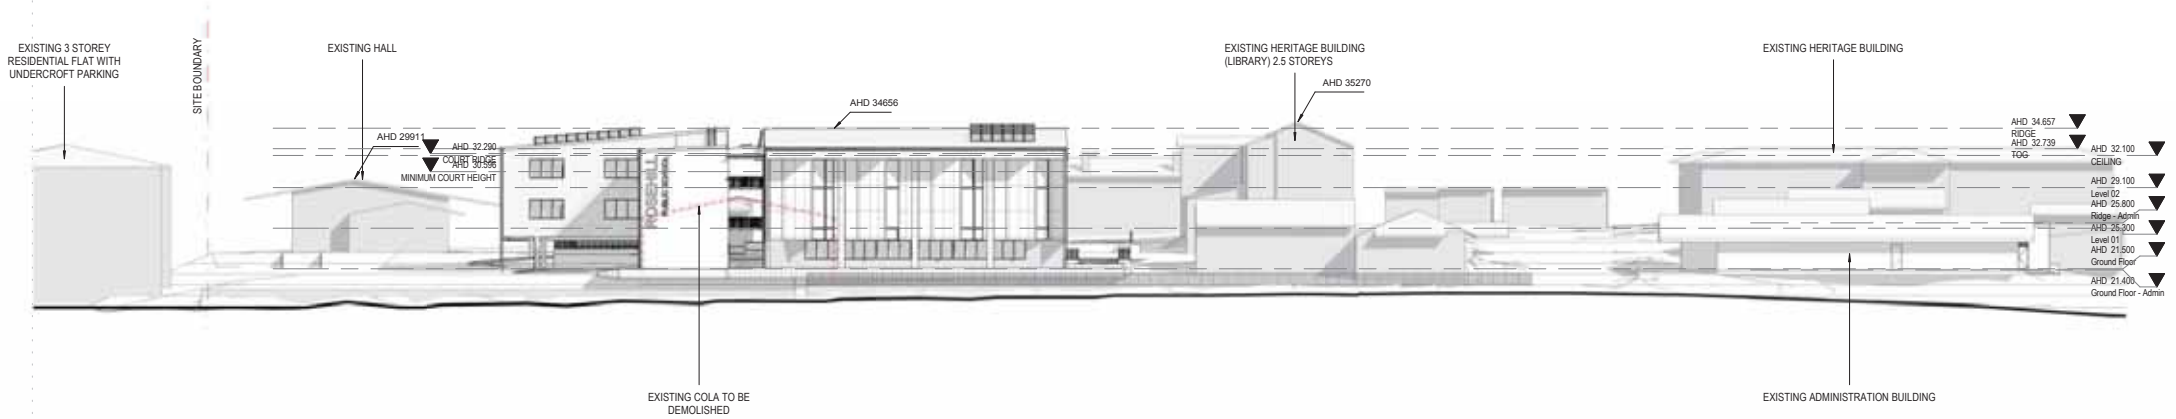 EXISTING 3 STOREY
RESIDENTIAL FLAT WITH
UNDERCROFT PARKING
SITE BOUNDARY
EXISTING HALL
AHD 29911
AHD 32.290
COURT RIDGE
AHD 30.596
MINIMUM COURT HEIGHT
ROSEHILL
PUBLIC SCHOOL
AHD 34656
EXISTING HERITAGE BUILDING
(LIBRARY) 2.5 STOREYS
AHD 35270
EXISTING HERITAGE BUILDING
AHD 34.657
RIDGE
AHD 32.739
TOG
AHD 32.100
CEILING
AHD 29.100
Level 02
AHD 25.800
Ridge - Admin
AHD 25.300
Level 01
AHD 21.500
Ground Floor
AHD 21.400
Ground Floor - Admin
EXISTING COLA TO BE
DEMOLISHED
EXISTING ADMINISTRATION BUILDING